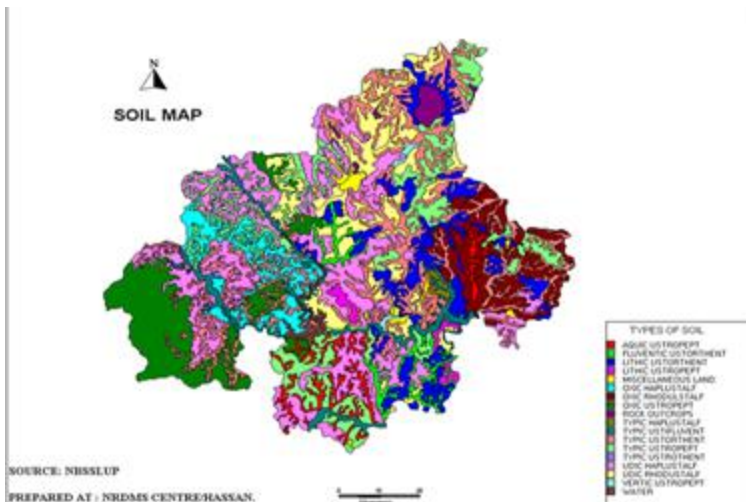 N
SOIL MAP
TYPES OF SOIL
AQUIC USTROPEPT
FLUVENTIC USTORTHENT
LITHIC USTORTHENT
LITHIC USTROPEPT
MISCELLANEOUS LAND
OXIC HAPLUSTALF
OXIC RHODULSTALF
OXIC USTROPEPT
ROCK OUTCROPS
TYPIC HAPLUSTALF
TYPIC USTIFLUVENT
TYPIC USTORTHENT
TYPIC USTROPEPT
TYPIC USTROTHENT
UDIC HAPLUSTALF
UDIC RHODUSTALF
VERTIC USTROPEPT
WATER
SOURCE: NBSSLUP
PREPARED AT : NRDMS CENTRE/HASSAN.